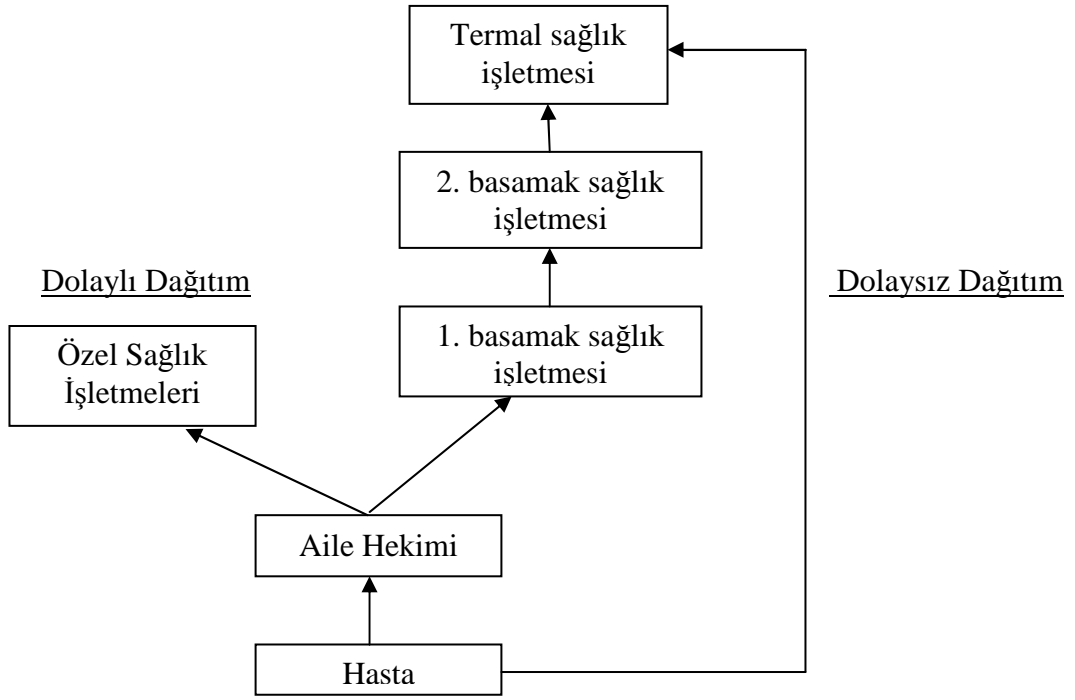 Termal sağlık
işletmesi
2. basamak sağlık
işletmesi
Dolaylı Dağıtım
Dolaysız Dağıtım
1. basamak sağlık
işletmesi
Özel Sağlık
İşletmeleri
Aile Hekimi
Hasta